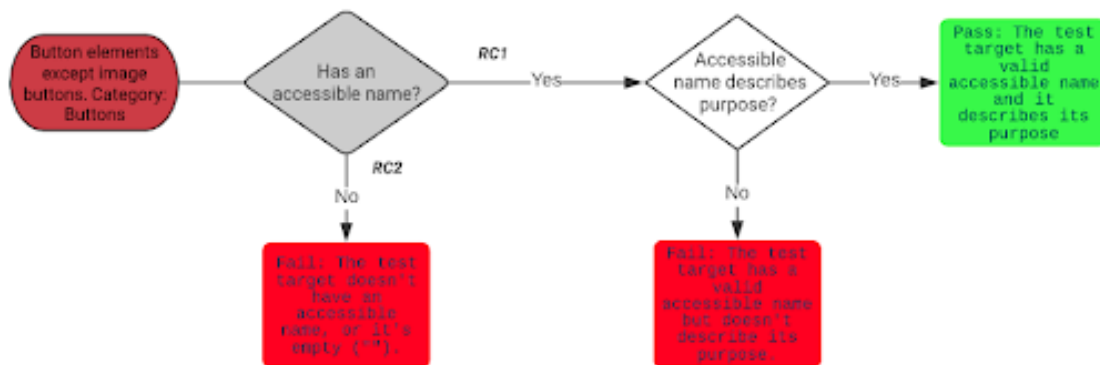 Button elements
except image
buttons. Category:
Buttons
Has an
accessible name?
RC1
Yes
RC2
No
Fail: The test
target doesn't
have an
accessible
name, or it's
empty ("").
Accessible
name describes
purpose?
Yes
No
Fail: The test
target has a
valid
accessible name
but doesn't
describe its
purpose.
Pass: The test
target has a
valid
accessible name
and it
describes its
purpose